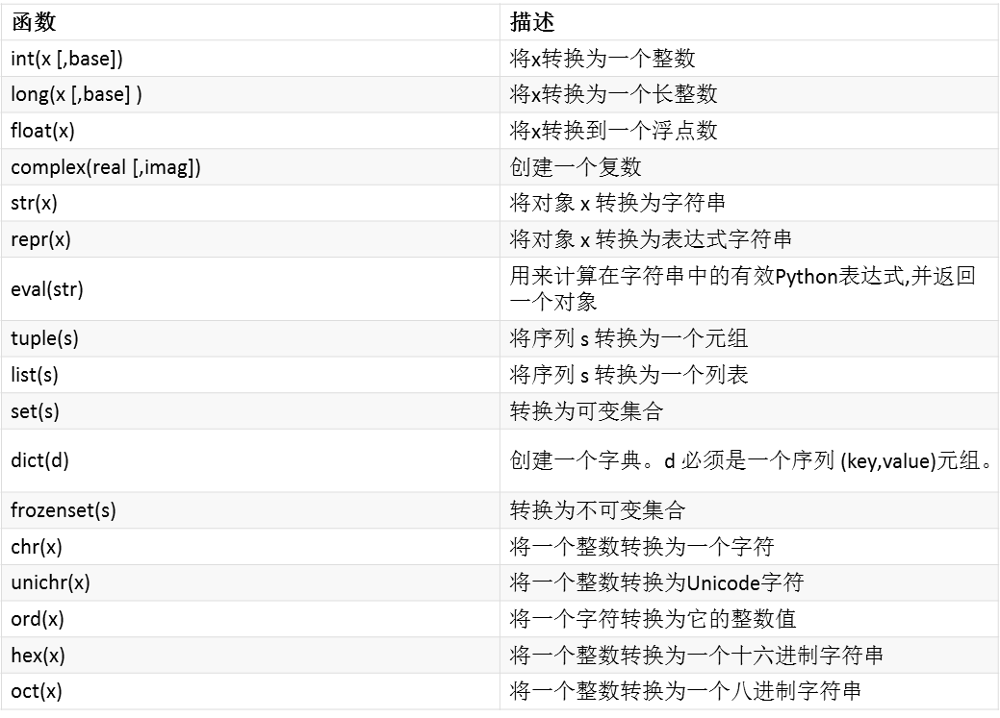 函数 描述
int(x [,base]) 将x转换为一个整数
long(x [,base] ) 将x转换为一个长整数
float(x) 将x转换到一个浮点数
complex(real [,imag]) 创建一个复数
str(x) 将对象 x 转换为字符串
repr(x) 将对象 x 转换为表达式字符串
eval(str) 用来计算在字符串中的有效Python表达式,并返回
一个对象
tuple(s) 将序列 s 转换为一个元组
list(s) 将序列 s 转换为一个列表
set(s) 转换为可变集合
dict(d) 创建一个字典。d 必须是一个序列 (key,value)元组。
frozenset(s) 转换为不可变集合
chr(x) 将一个整数转换为一个字符
unichr(x) 将一个整数转换为Unicode字符
ord(x) 将一个字符转换为它的整数值
hex(x) 将一个整数转换为一个十六进制字符串
oct(x) 将一个整数转换为一个八进制字符串